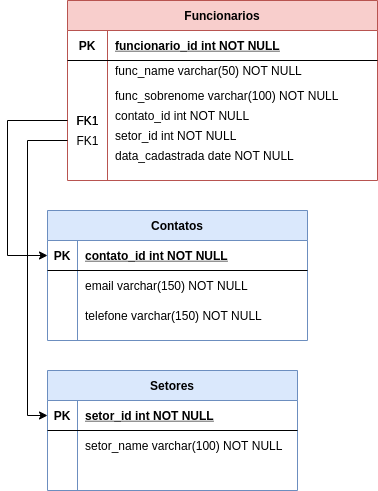 Funcionarios
PK funcionario_id int NOT NULL
func_name varchar(50) NOT NULL
func_sobrenome varchar(100) NOT NULL
FK1 contato_id int NOT NULL
FK1 setor_id int NOT NULL
data_cadastrada date NOT NULL
Contatos
PK contato_id int NOT NULL
email varchar(150) NOT NULL
telefone varchar(150) NOT NULL
Setores
PK setor_id int NOT NULL
setor_name varchar(100) NOT NULL